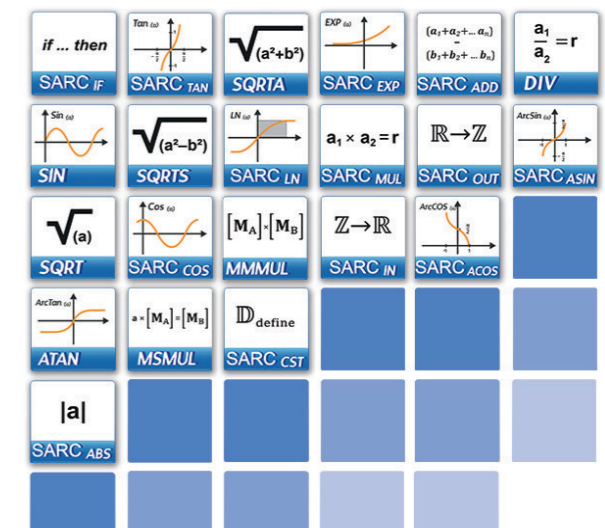 if ... then
SARC IF
Tan (ω)
SARC TAN
√(a²+b²)
SQRTA
EXP (ω)
SARC EXP
(a₁+a₂+... aₙ)
–
(b₁+b₂+... bₙ)
SARC ADD
a₁
a₂ = r
DIV
Sin (ω)
SIN
√(a²–b²)
SQRTS
LN (ω)
SARC LN
a₁ × a₂ = r
SARC MUL
ℝ→ℤ
SARC OUT
ArcSin (ω)
SARC ASIN
√(a)
SQRT
Cos (ω)
SARC COS
[M_A]·[M_B]
MMMUL
ℤ→ℝ
SARC IN
ArcCOS (ω)
SARC ACOS
ArcTan (ω)
ATAN
a·[M_A]=[M_B]
MSMUL
𝔻define
SARC CST
|a|
SARC ABS